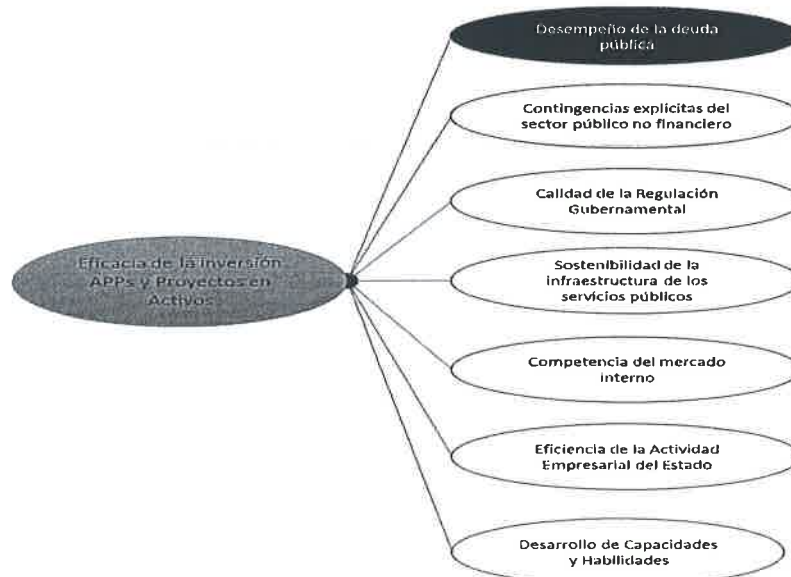 Desempeño de la deuda
pública
Contingencias explicitas del
sector público no financiero
Calidad de la Regulación
Gubernamental
Eficacia de la inversión
APPs y Proyectos en
Activos
Sostenibilidad de la
infraestructura de los
servicios públicos
Competencia del mercado
interno
Eficiencia de la Actividad
Empresarial del Estado
Desarrollo de Capacidades
y Habilidades